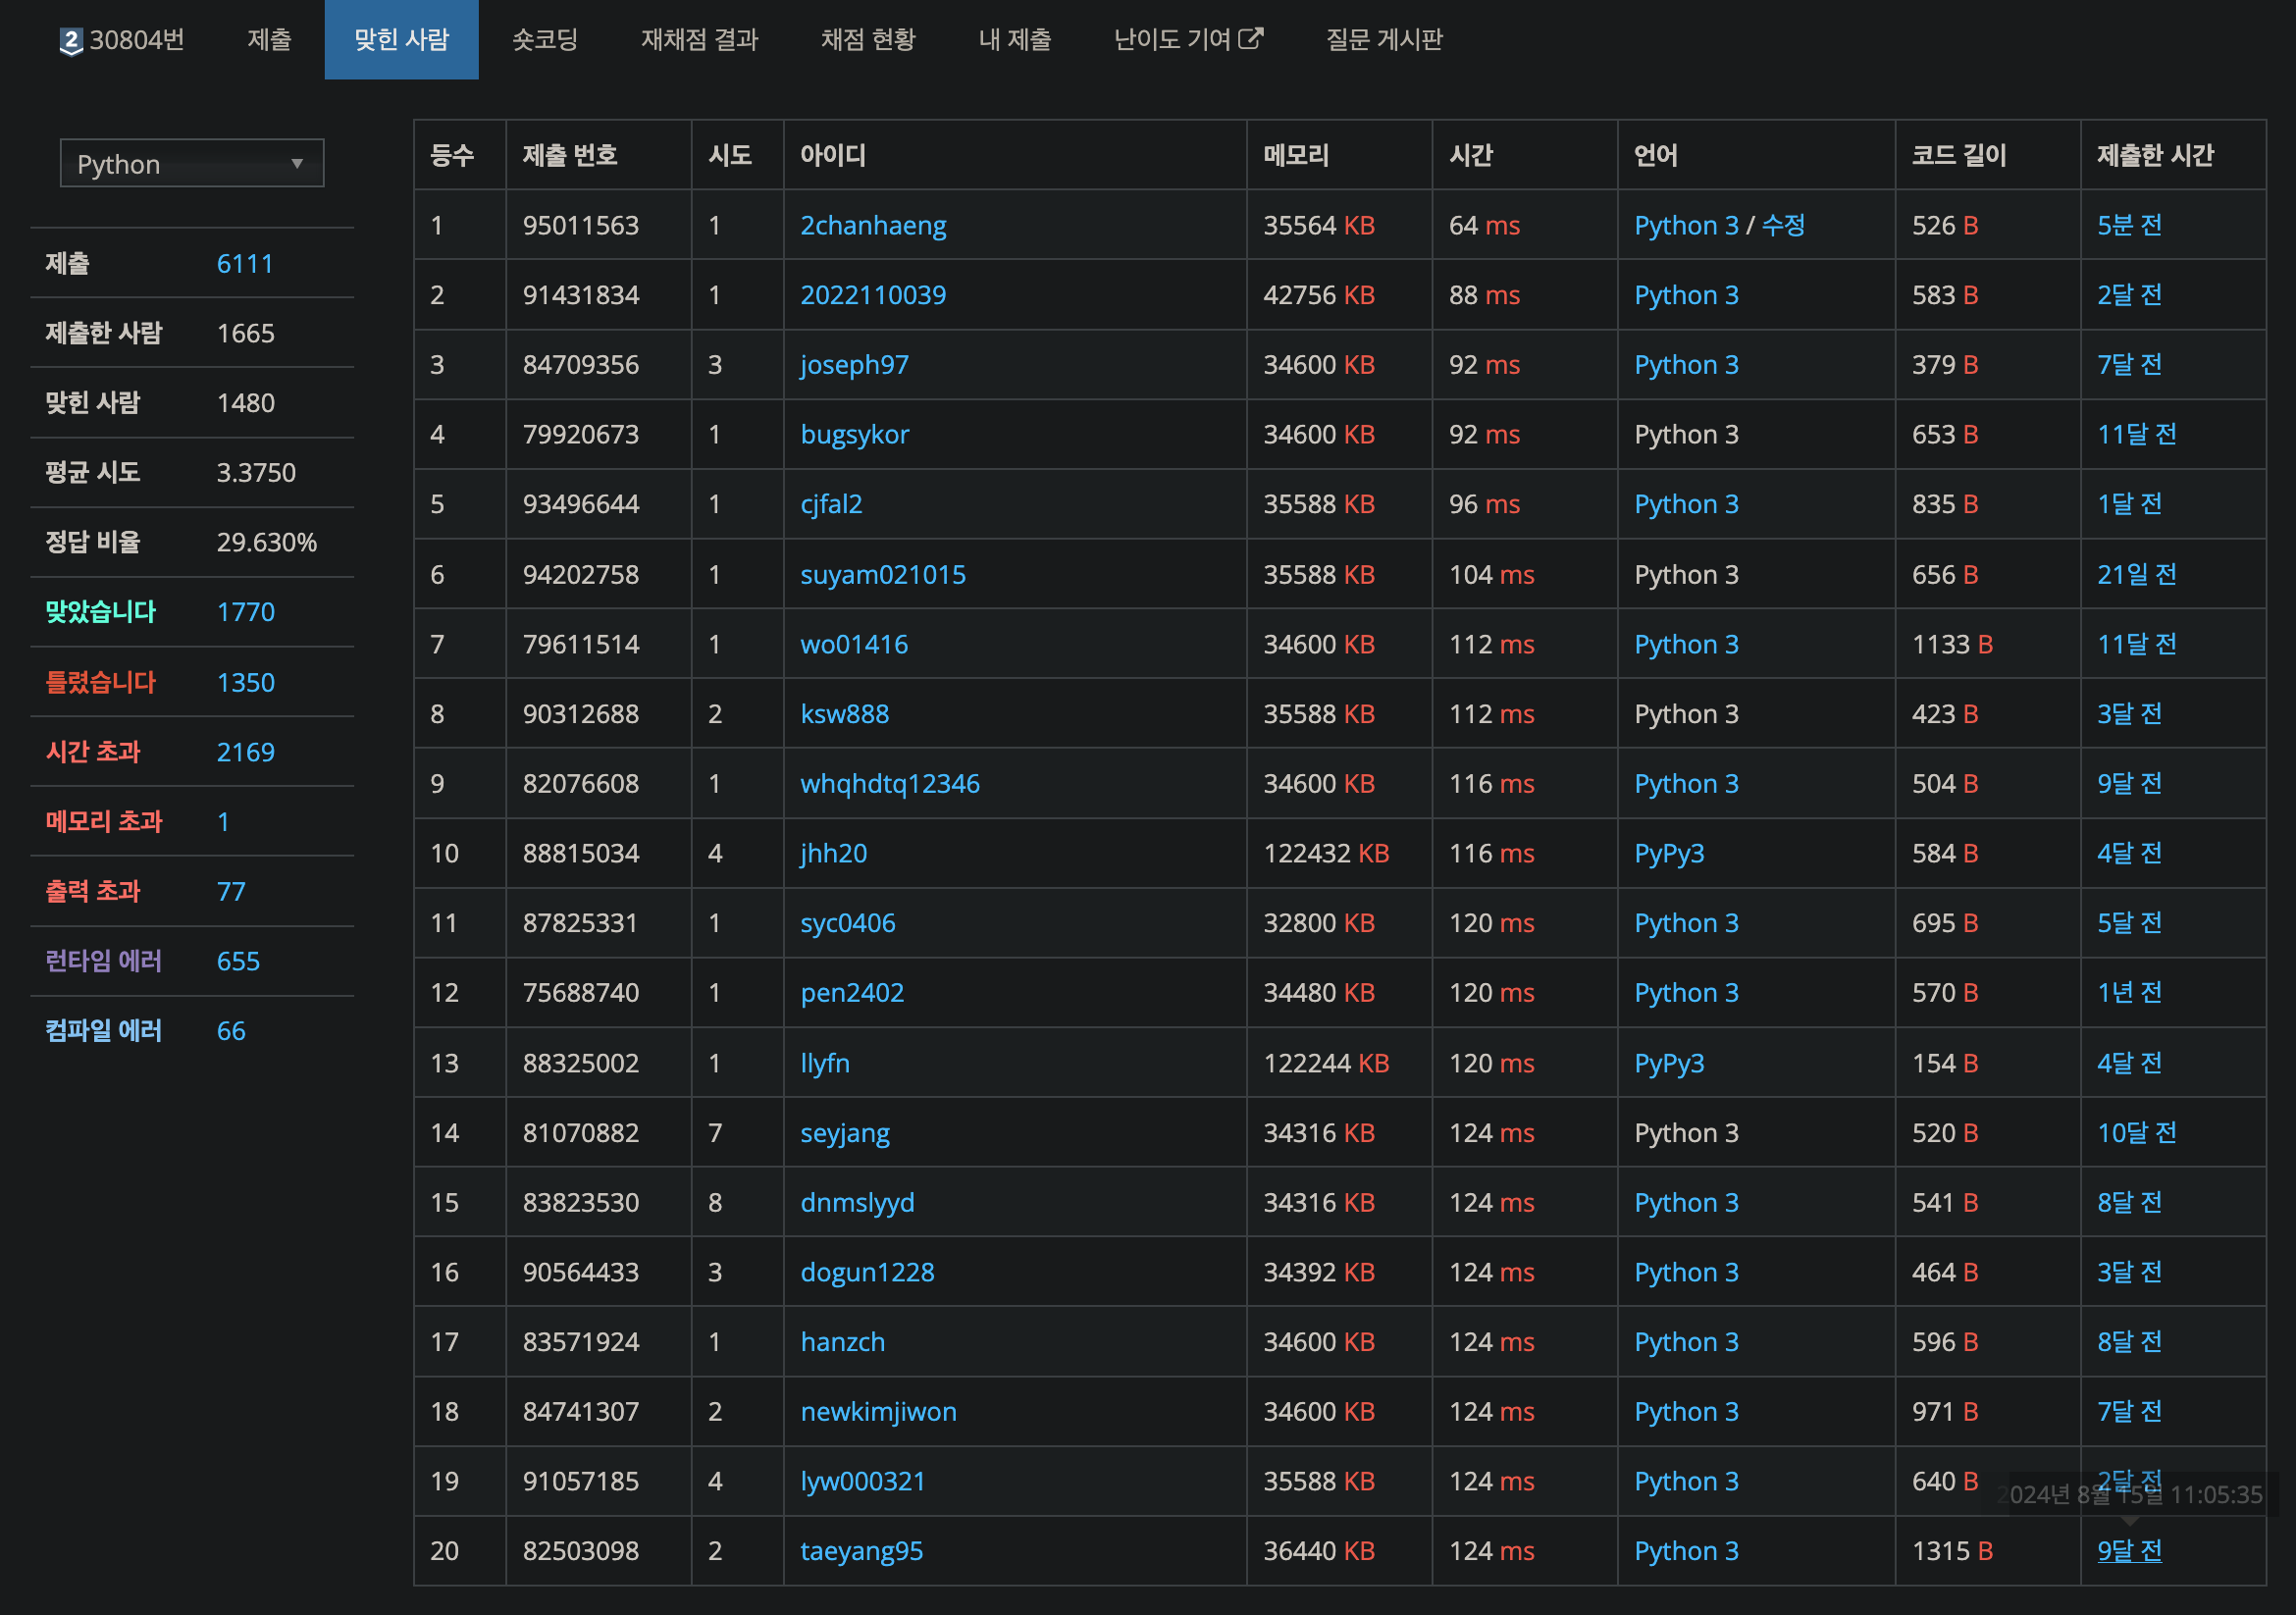 2 30804번 제출 맞힌 사람 숏코딩 재채점 결과 채점 현황 내 제출 난이도 기여 질문 게시판
Python
제출 6111
제출한 사람 1665
맞힌 사람 1480
평균 시도 3.3750
정답 비율 29.630%
맞았습니다 1770
틀렸습니다 1350
시간 초과 2169
메모리 초과 1
출력 초과 77
런타임 에러 655
컴파일 에러 66
등수 제출 번호 시도 아이디 메모리 시간 언어 코드 길이 제출한 시간
1 95011563 1 2chanhaeng 35564 KB 64 ms Python 3 / 수정 526 B 5분 전
2 91431834 1 2022110039 42756 KB 88 ms Python 3 583 B 2달 전
3 84709356 3 joseph97 34600 KB 92 ms Python 3 379 B 7달 전
4 79920673 1 bugsykor 34600 KB 92 ms Python 3 653 B 11달 전
5 93496644 1 cjfal2 35588 KB 96 ms Python 3 835 B 1달 전
6 94202758 1 suyam021015 35588 KB 104 ms Python 3 656 B 21일 전
7 79611514 1 wo01416 34600 KB 112 ms Python 3 1133 B 11달 전
8 90312688 2 ksw888 35588 KB 112 ms Python 3 423 B 3달 전
9 82076608 1 whqhdtq12346 34600 KB 116 ms Python 3 504 B 9달 전
10 88815034 4 jhh20 122432 KB 116 ms PyPy3 584 B 4달 전
11 87825331 1 syc0406 32800 KB 120 ms Python 3 695 B 5달 전
12 75688740 1 pen2402 34480 KB 120 ms Python 3 570 B 1년 전
13 88325002 1 llyfn 122244 KB 120 ms PyPy3 154 B 4달 전
14 81070882 7 seyjang 34316 KB 124 ms Python 3 520 B 10달 전
15 83823530 8 dnmslyyd 34316 KB 124 ms Python 3 541 B 8달 전
16 90564433 3 dogun1228 34392 KB 124 ms Python 3 464 B 3달 전
17 83571924 1 hanzch 34600 KB 124 ms Python 3 596 B 8달 전
18 84741307 2 newkimjiwon 34600 KB 124 ms Python 3 971 B 7달 전
19 91057185 4 lyw000321 35588 KB 124 ms Python 3 640 B 2달 전
2024년 8월 15일 11:05:35
20 82503098 2 taeyang95 36440 KB 124 ms Python 3 1315 B 9달 전